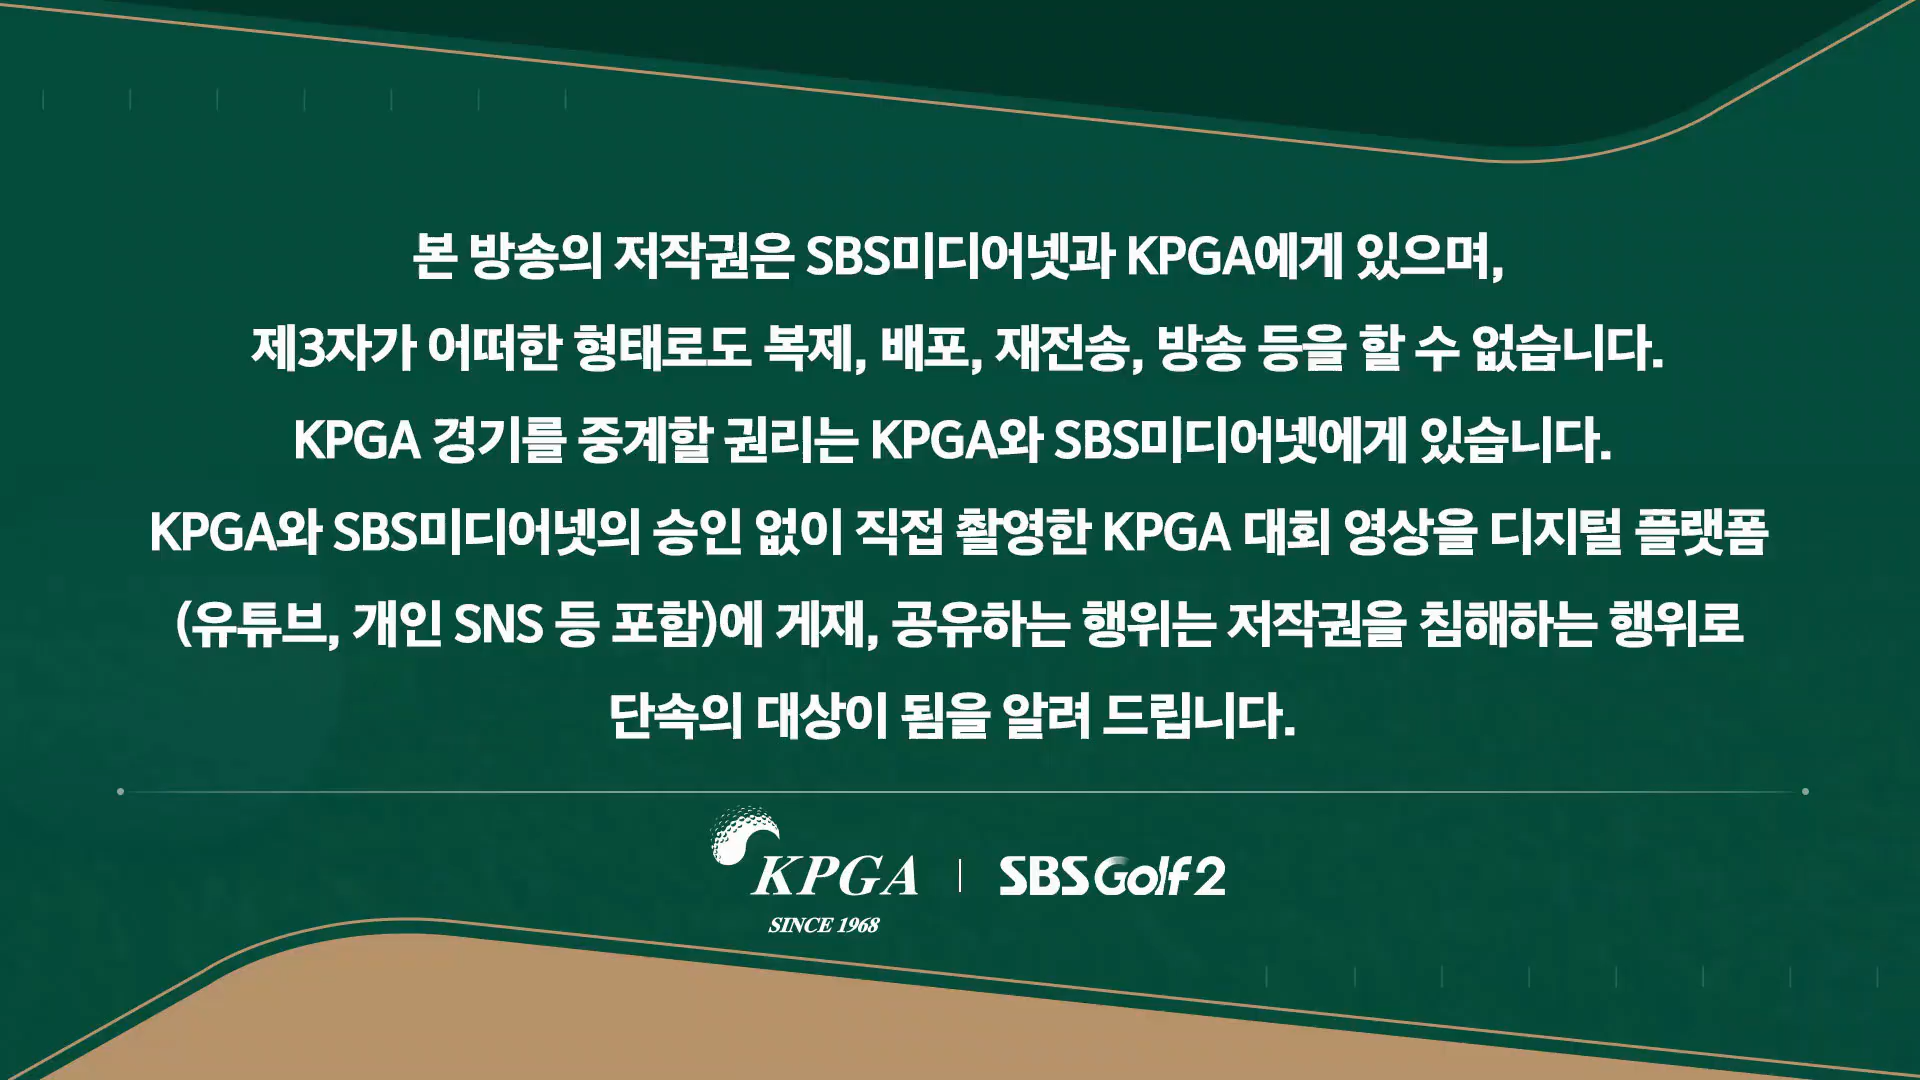 본 방송의 저작권은 SBS미디어넷과 KPGA에게 있으며,
제3자가 어떠한 형태로도 복제, 배포, 재전송, 방송 등을 할 수 없습니다.
KPGA 경기를 중계할 권리는 KPGA와 SBS미디어넷에게 있습니다.
KPGA와 SBS미디어넷의 승인 없이 직접 촬영한 KPGA 대회 영상을 디지털 플랫폼
(유튜브, 개인 SNS 등 포함)에 게재, 공유하는 행위는 저작권을 침해하는 행위로
단속의 대상이 됨을 알려 드립니다.
KPGA | SBS Golf 2
SINCE 1968